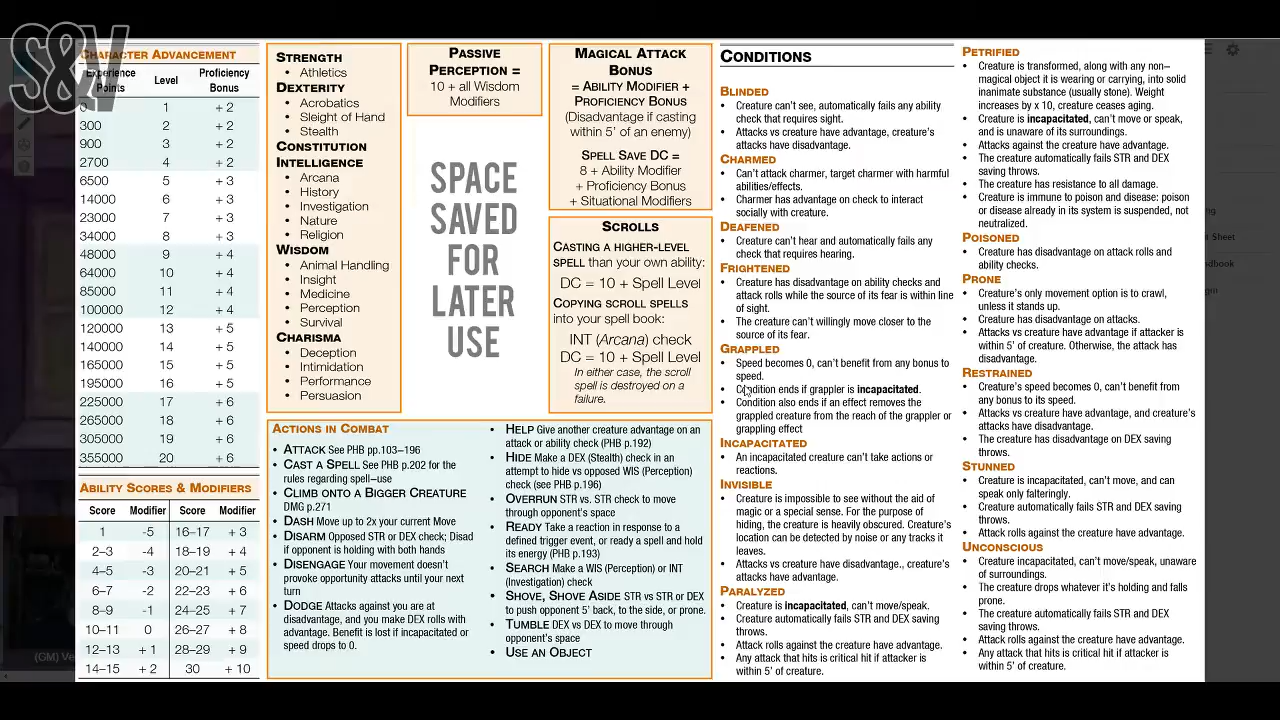 S&V
CHARACTER ADVANCEMENT
Experience Points Level Proficiency Bonus
0 1 + 2
300 2 + 2
900 3 + 2
2700 4 + 2
6500 5 + 3
14000 6 + 3
23000 7 + 3
34000 8 + 3
48000 9 + 4
64000 10 + 4
85000 11 + 4
100000 12 + 4
120000 13 + 5
140000 14 + 5
165000 15 + 5
195000 16 + 5
225000 17 + 6
265000 18 + 6
305000 19 + 6
355000 20 + 6
ABILITY SCORES & MODIFIERS
Score Modifier Score Modifier
1 -5 16–17 + 3
2–3 -4 18–19 + 4
4–5 -3 20–21 + 5
6–7 -2 22–23 + 6
8–9 -1 24–25 + 7
10–11 0 26–27 + 8
12–13 + 1 28–29 + 9
14–15 + 2 30 + 10
STRENGTH
• Athletics
DEXTERITY
• Acrobatics
• Sleight of Hand
• Stealth
CONSTITUTION
INTELLIGENCE
• Arcana
• History
• Investigation
• Nature
• Religion
WISDOM
• Animal Handling
• Insight
• Medicine
• Perception
• Survival
CHARISMA
• Deception
• Intimidation
• Performance
• Persuasion
PASSIVE
PERCEPTION =
10 + all Wisdom
Modifiers
SPACE
SAVED
FOR
LATER
USE
MAGICAL ATTACK
BONUS
= ABILITY MODIFIER +
PROFICIENCY BONUS
(Disadvantage if casting
within 5' of an enemy)
SPELL SAVE DC =
8 + Ability Modifier
+ Proficiency Bonus
+ Situational Modifiers
SCROLLS
CASTING A HIGHER-LEVEL
SPELL than your own ability:
DC = 10 + Spell Level
COPYING SCROLL SPELLS
into your spell book:
INT (Arcana) check
DC = 10 + Spell Level
In either case, the scroll
spell is destroyed on a
failure.
ACTIONS IN COMBAT
• ATTACK See PHB pp.103–196
• CAST A SPELL See PHB p.202 for the
rules regarding spell–use
• CLIMB ONTO A BIGGER CREATURE
DMG p.271
• DASH Move up to 2x your current Move
• DISARM Opposed STR or DEX check; Disad
if opponent is holding with both hands
• DISENGAGE Your movement doesn't
provoke opportunity attacks until your next
turn
• DODGE Attacks against you are at
disadvantage, and you make DEX rolls with
advantage. Benefit is lost if incapacitated or
speed drops to 0.
• HELP Give another creature advantage on an
attack or ability check (PHB p.192)
• HIDE Make a DEX (Stealth) check in an
attempt to hide vs opposed WIS (Perception)
check (see PHB p.196)
• OVERRUN STR vs. STR check to move
through opponent's space
• READY Take a reaction in response to a
defined trigger event, or ready a spell and hold
its energy (PHB p.193)
• SEARCH Make a WIS (Perception) or INT
(Investigation) check
• SHOVE, SHOVE ASIDE STR vs STR or DEX
to push opponent 5' back, to the side, or prone.
• TUMBLE DEX vs DEX to move through
opponent's space
• USE AN OBJECT
CONDITIONS
BLINDED
• Creature can't see, automatically fails any ability
check that requires sight.
• Attacks vs creature have advantage, creature's
attacks have disadvantage.
CHARMED
• Can't attack charmer, target charmer with harmful
abilities/effects.
• Charmer has advantage on check to interact
socially with creature.
DEAFENED
• Creature can't hear and automatically fails any
check that requires hearing.
FRIGHTENED
• Creature has disadvantage on ability checks and
attack rolls while the source of its fear is within line
of sight.
• The creature can't willingly move closer to the
source of its fear.
GRAPPLED
• Speed becomes 0, can't benefit from any bonus to
speed.
• Condition ends if grappler is incapacitated.
• Condition also ends if an effect removes the
grappled creature from the reach of the grappler or
grappling effect
INCAPACITATED
• An incapacitated creature can't take actions or
reactions.
INVISIBLE
• Creature is impossible to see without the aid of
magic or a special sense. For the purpose of
hiding, the creature is heavily obscured. Creature's
location can be detected by noise or any tracks it
leaves.
• Attacks vs creature have disadvantage., creature's
attacks have advantage.
PARALYZED
• Creature is incapacitated, can't move/speak.
• Creature automatically fails STR and DEX saving
throws.
• Attack rolls against the creature have advantage.
• Any attack that hits is critical hit if attacker is
within 5' of creature.
PETRIFIED
• Creature is transformed, along with any non–
magical object it is wearing or carrying, into solid
inanimate substance (usually stone). Weight
increases by x 10, creature ceases aging.
• Creature is incapacitated, can't move or speak,
and is unaware of its surroundings.
• Attacks against the creature have advantage.
• The creature automatically fails STR and DEX
saving throws.
• The creature has resistance to all damage.
• Creature is immune to poison and disease: poison
or disease already in its system is suspended, not
neutralized.
POISONED
• Creature has disadvantage on attack rolls and
ability checks.
PRONE
• Creature's only movement option is to crawl,
unless it stands up.
• Creature has disadvantage on attacks.
• Attacks vs creature have advantage if attacker is
within 5' of creature. Otherwise, the attack has
disadvantage.
RESTRAINED
• Creature's speed becomes 0, can't benefit from
any bonus to its speed.
• Attacks vs creature have advantage, and creature's
attacks have disadvantage.
• The creature has disadvantage on DEX saving
throws.
STUNNED
• Creature is incapacitated, can't move, and can
speak only falteringly.
• Creature automatically fails STR and DEX saving
throws.
• Attack rolls against the creature have advantage.
UNCONSCIOUS
• Creature incapacitated, can't move/speak, unaware
of surroundings.
• The creature drops whatever it's holding and falls
prone.
• The creature automatically fails STR and DEX
saving throws.
• Attack rolls against the creature have advantage.
• Any attack that hits is critical hit if attacker is
within 5' of creature.
Sheet
(GM)